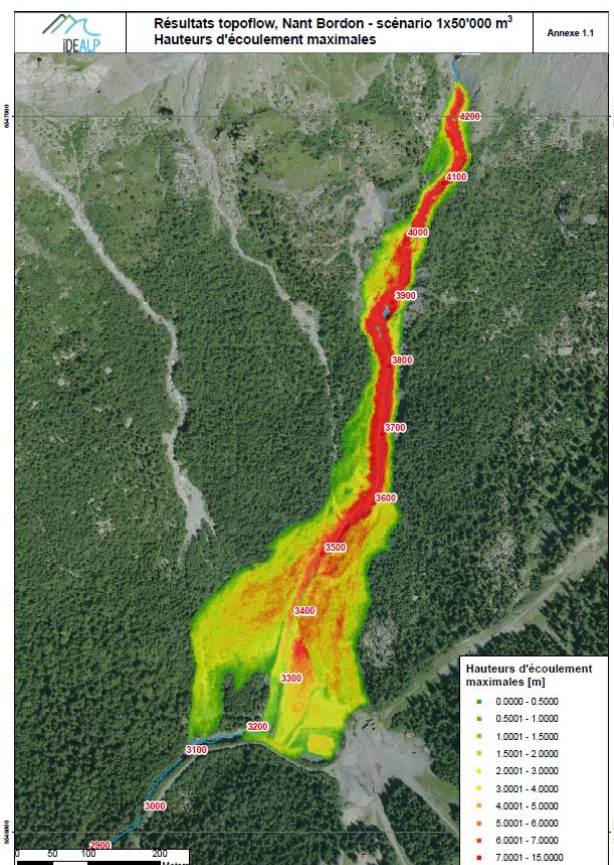 iDEALP
Résultats topoflow, Nant Bordon - scénario 1x50'000 m³
Hauteurs d'écoulement maximales
Annexe 1.1
4200
4100
4000
3900
3800
3700
3600
3500
3400
3300
3200
3100
3000
2900
Hauteurs d'écoulement
maximales [m]
0.0000 - 0.5000
0.5001 - 1.0000
1.0001 - 1.5000
1.5001 - 2.0000
2.0001 - 3.0000
3.0001 - 4.0000
4.0001 - 5.0000
5.0001 - 6.0000
6.0001 - 7.0000
7.0001 - 15.0000
0 50 100 200